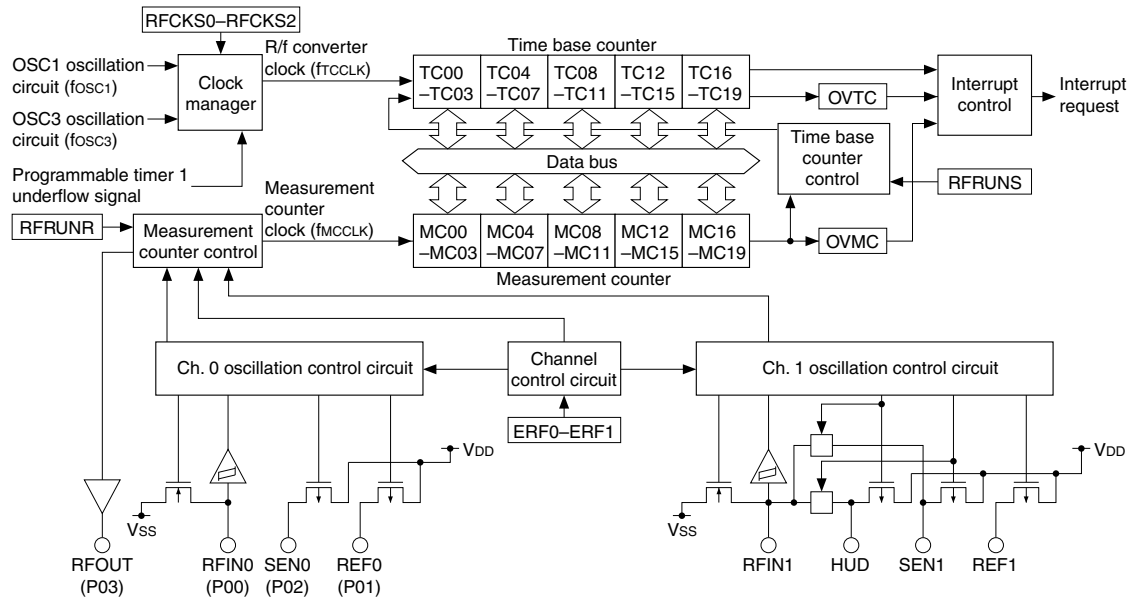 RFCKS0–RFCKS2
OSC1 oscillation
circuit (fOSC1)
OSC3 oscillation
circuit (fOSC3)
Programmable timer 1
underflow signal
Clock
manager
R/f converter
clock (fTCCLK)
Time base counter
TC00
–TC03
TC04
–TC07
TC08
–TC11
TC12
–TC15
TC16
–TC19
OVTC
Interrupt
control
Interrupt
request
Data bus
Time base
counter
control
RFRUNS
RFRUNR
Measurement
counter control
Measurement
counter
clock (fMCCLK)
MC00
–MC03
MC04
–MC07
MC08
–MC11
MC12
–MC15
MC16
–MC19
OVMC
Measurement counter
Ch. 0 oscillation control circuit
Channel
control circuit
Ch. 1 oscillation control circuit
ERF0–ERF1
VDD
VDD
VSS
VSS
RFOUT
(P03)
RFIN0
(P00)
SEN0
(P02)
REF0
(P01)
RFIN1
HUD
SEN1
REF1